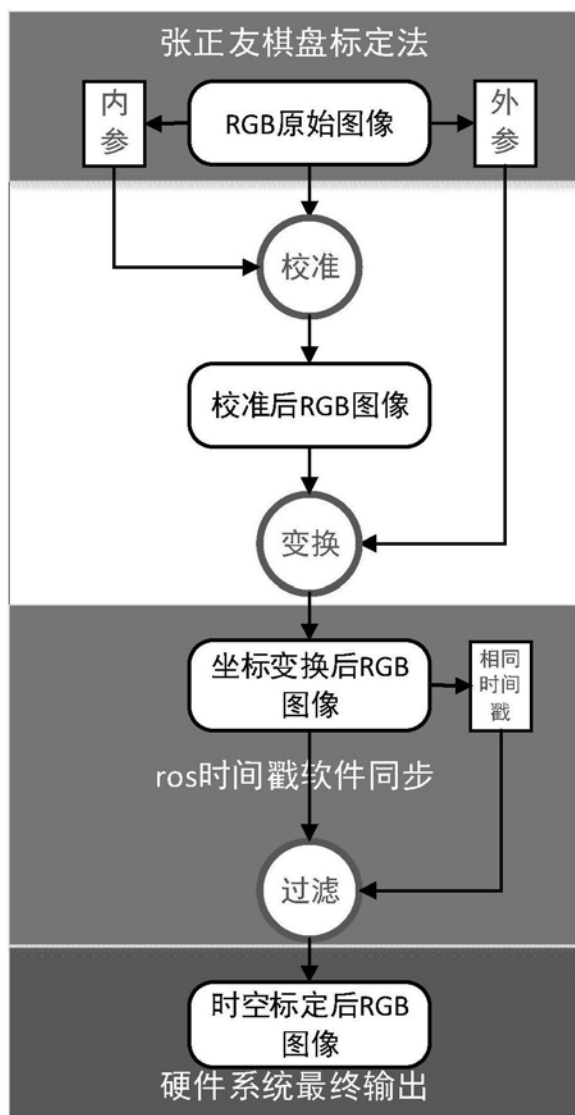 张正友棋盘标定法
内
参
RGB原始图像
外
参
校准
校准后RGB图像
变换
坐标变换后RGB
图像
相同
时间
戳
ros时间戳软件同步
过滤
时空标定后RGB
图像
硬件系统最终输出